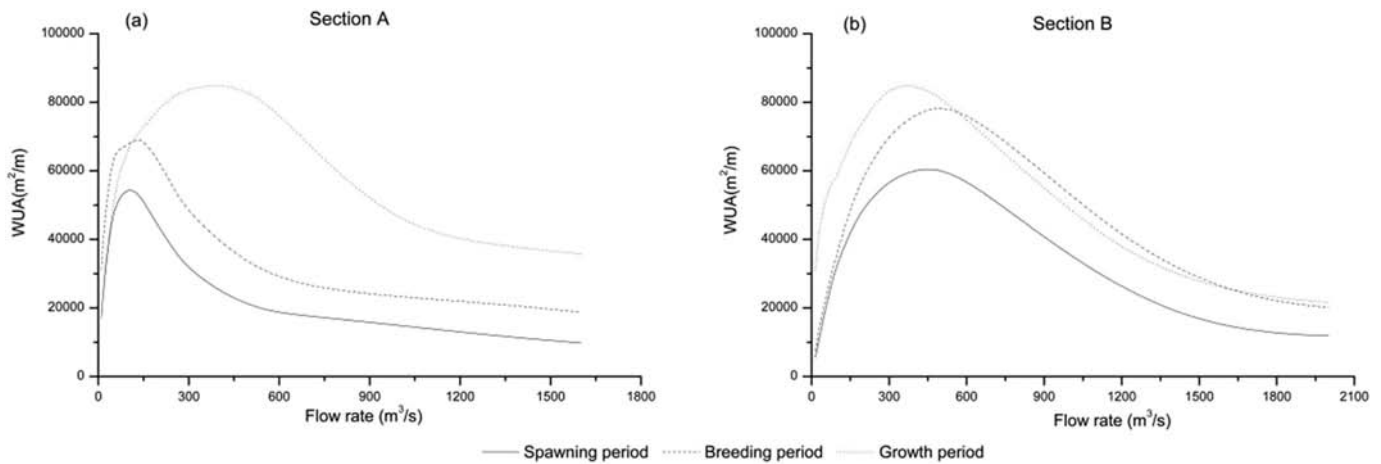 (a) Section A
100000
80000
60000
40000
20000
0
WUA(m²/m)
0 300 600 900 1200 1500 1800
Flow rate (m³/s)
(b) Section B
100000
80000
60000
40000
20000
0
WUA(m²/m)
0 300 600 900 1200 1500 1800 2100
Flow rate (m³/s)
Spawning period Breeding period Growth period